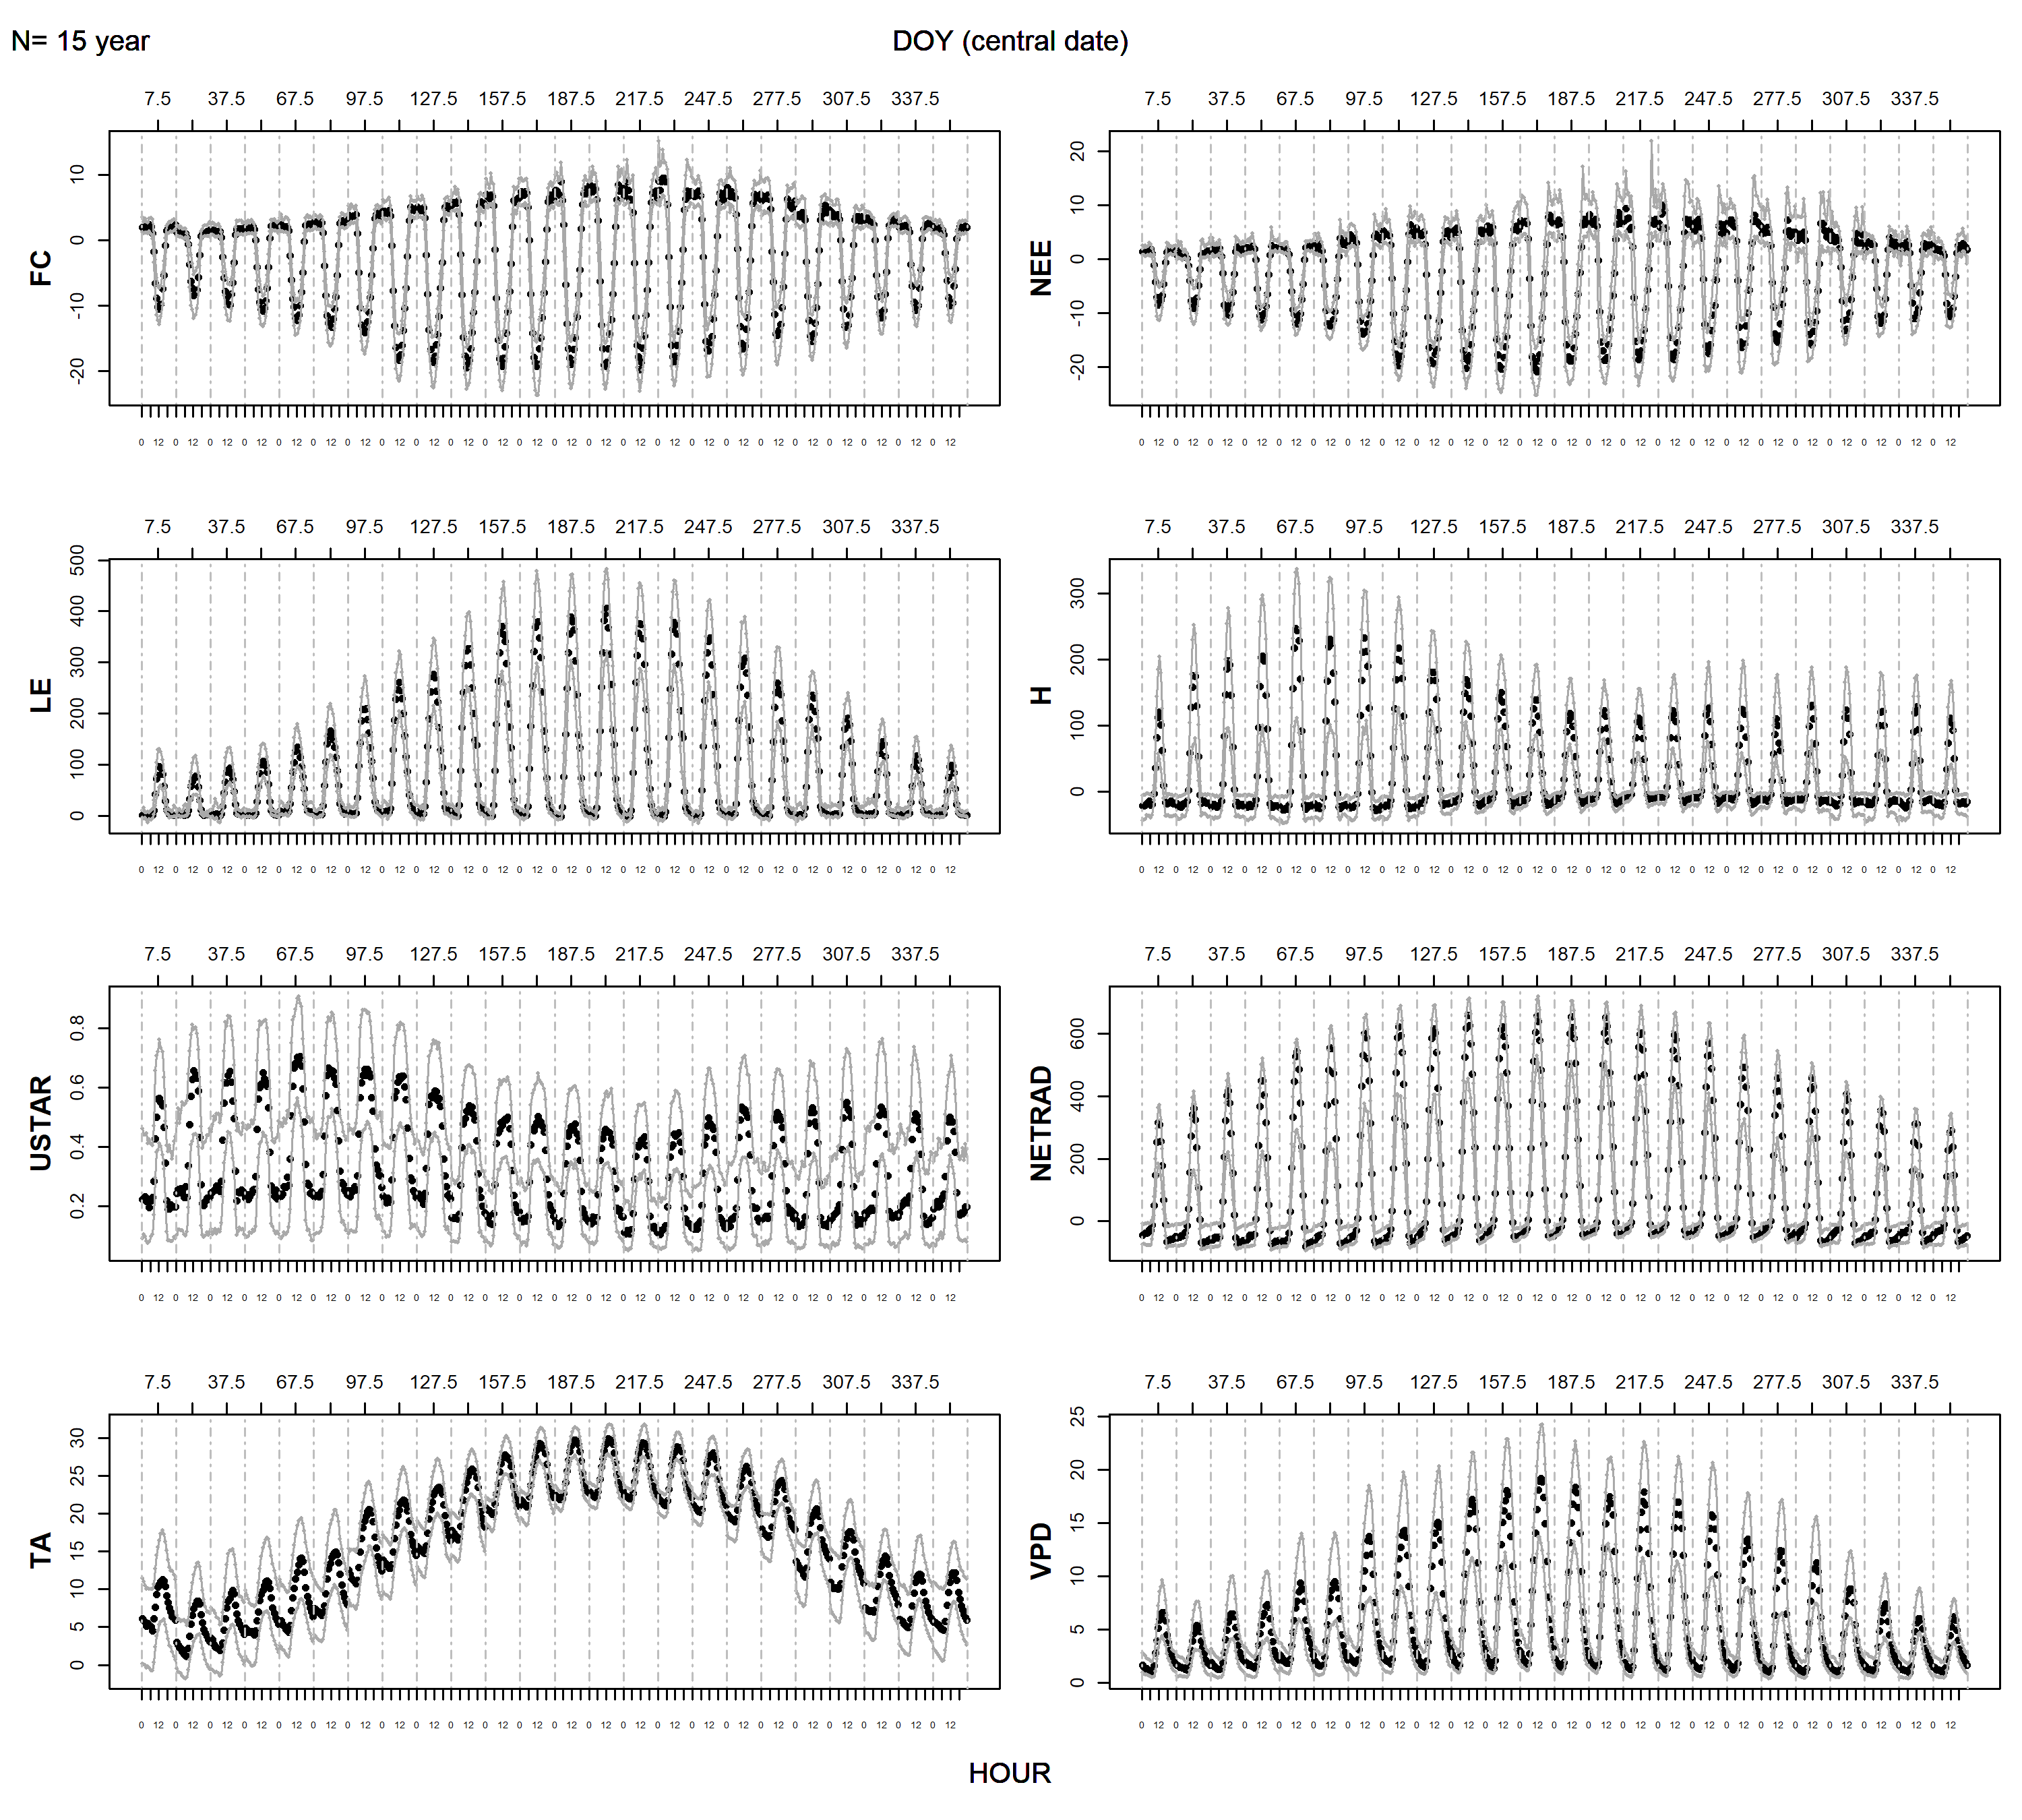 N= 15 year
DOY (central date)
7.5 37.5 67.5 97.5 127.5 157.5 187.5 217.5 247.5 277.5 307.5 337.5
FC
-20 -10 0 10
0 12 0 12 0 12 0 12 0 12 0 12 0 12 0 12 0 12 0 12 0 12 0 12 0 12 0 12 0 12 0 12 0 12 0 12 0 12 0 12 0 12 0 12 0 12 0 12
7.5 37.5 67.5 97.5 127.5 157.5 187.5 217.5 247.5 277.5 307.5 337.5
NEE
-20 -10 0 10 20
0 12 0 12 0 12 0 12 0 12 0 12 0 12 0 12 0 12 0 12 0 12 0 12 0 12 0 12 0 12 0 12 0 12 0 12 0 12 0 12 0 12 0 12 0 12 0 12
7.5 37.5 67.5 97.5 127.5 157.5 187.5 217.5 247.5 277.5 307.5 337.5
LE
0 100 200 300 400 500
0 12 0 12 0 12 0 12 0 12 0 12 0 12 0 12 0 12 0 12 0 12 0 12 0 12 0 12 0 12 0 12 0 12 0 12 0 12 0 12 0 12 0 12 0 12 0 12
7.5 37.5 67.5 97.5 127.5 157.5 187.5 217.5 247.5 277.5 307.5 337.5
H
0 100 200 300
0 12 0 12 0 12 0 12 0 12 0 12 0 12 0 12 0 12 0 12 0 12 0 12 0 12 0 12 0 12 0 12 0 12 0 12 0 12 0 12 0 12 0 12 0 12 0 12
7.5 37.5 67.5 97.5 127.5 157.5 187.5 217.5 247.5 277.5 307.5 337.5
USTAR
0.2 0.4 0.6 0.8
0 12 0 12 0 12 0 12 0 12 0 12 0 12 0 12 0 12 0 12 0 12 0 12 0 12 0 12 0 12 0 12 0 12 0 12 0 12 0 12 0 12 0 12 0 12 0 12
7.5 37.5 67.5 97.5 127.5 157.5 187.5 217.5 247.5 277.5 307.5 337.5
NETRAD
0 200 400 600
0 12 0 12 0 12 0 12 0 12 0 12 0 12 0 12 0 12 0 12 0 12 0 12 0 12 0 12 0 12 0 12 0 12 0 12 0 12 0 12 0 12 0 12 0 12 0 12
7.5 37.5 67.5 97.5 127.5 157.5 187.5 217.5 247.5 277.5 307.5 337.5
TA
0 5 10 15 20 25 30
0 12 0 12 0 12 0 12 0 12 0 12 0 12 0 12 0 12 0 12 0 12 0 12 0 12 0 12 0 12 0 12 0 12 0 12 0 12 0 12 0 12 0 12 0 12 0 12
7.5 37.5 67.5 97.5 127.5 157.5 187.5 217.5 247.5 277.5 307.5 337.5
VPD
0 5 10 15 20 25
0 12 0 12 0 12 0 12 0 12 0 12 0 12 0 12 0 12 0 12 0 12 0 12 0 12 0 12 0 12 0 12 0 12 0 12 0 12 0 12 0 12 0 12 0 12 0 12
HOUR